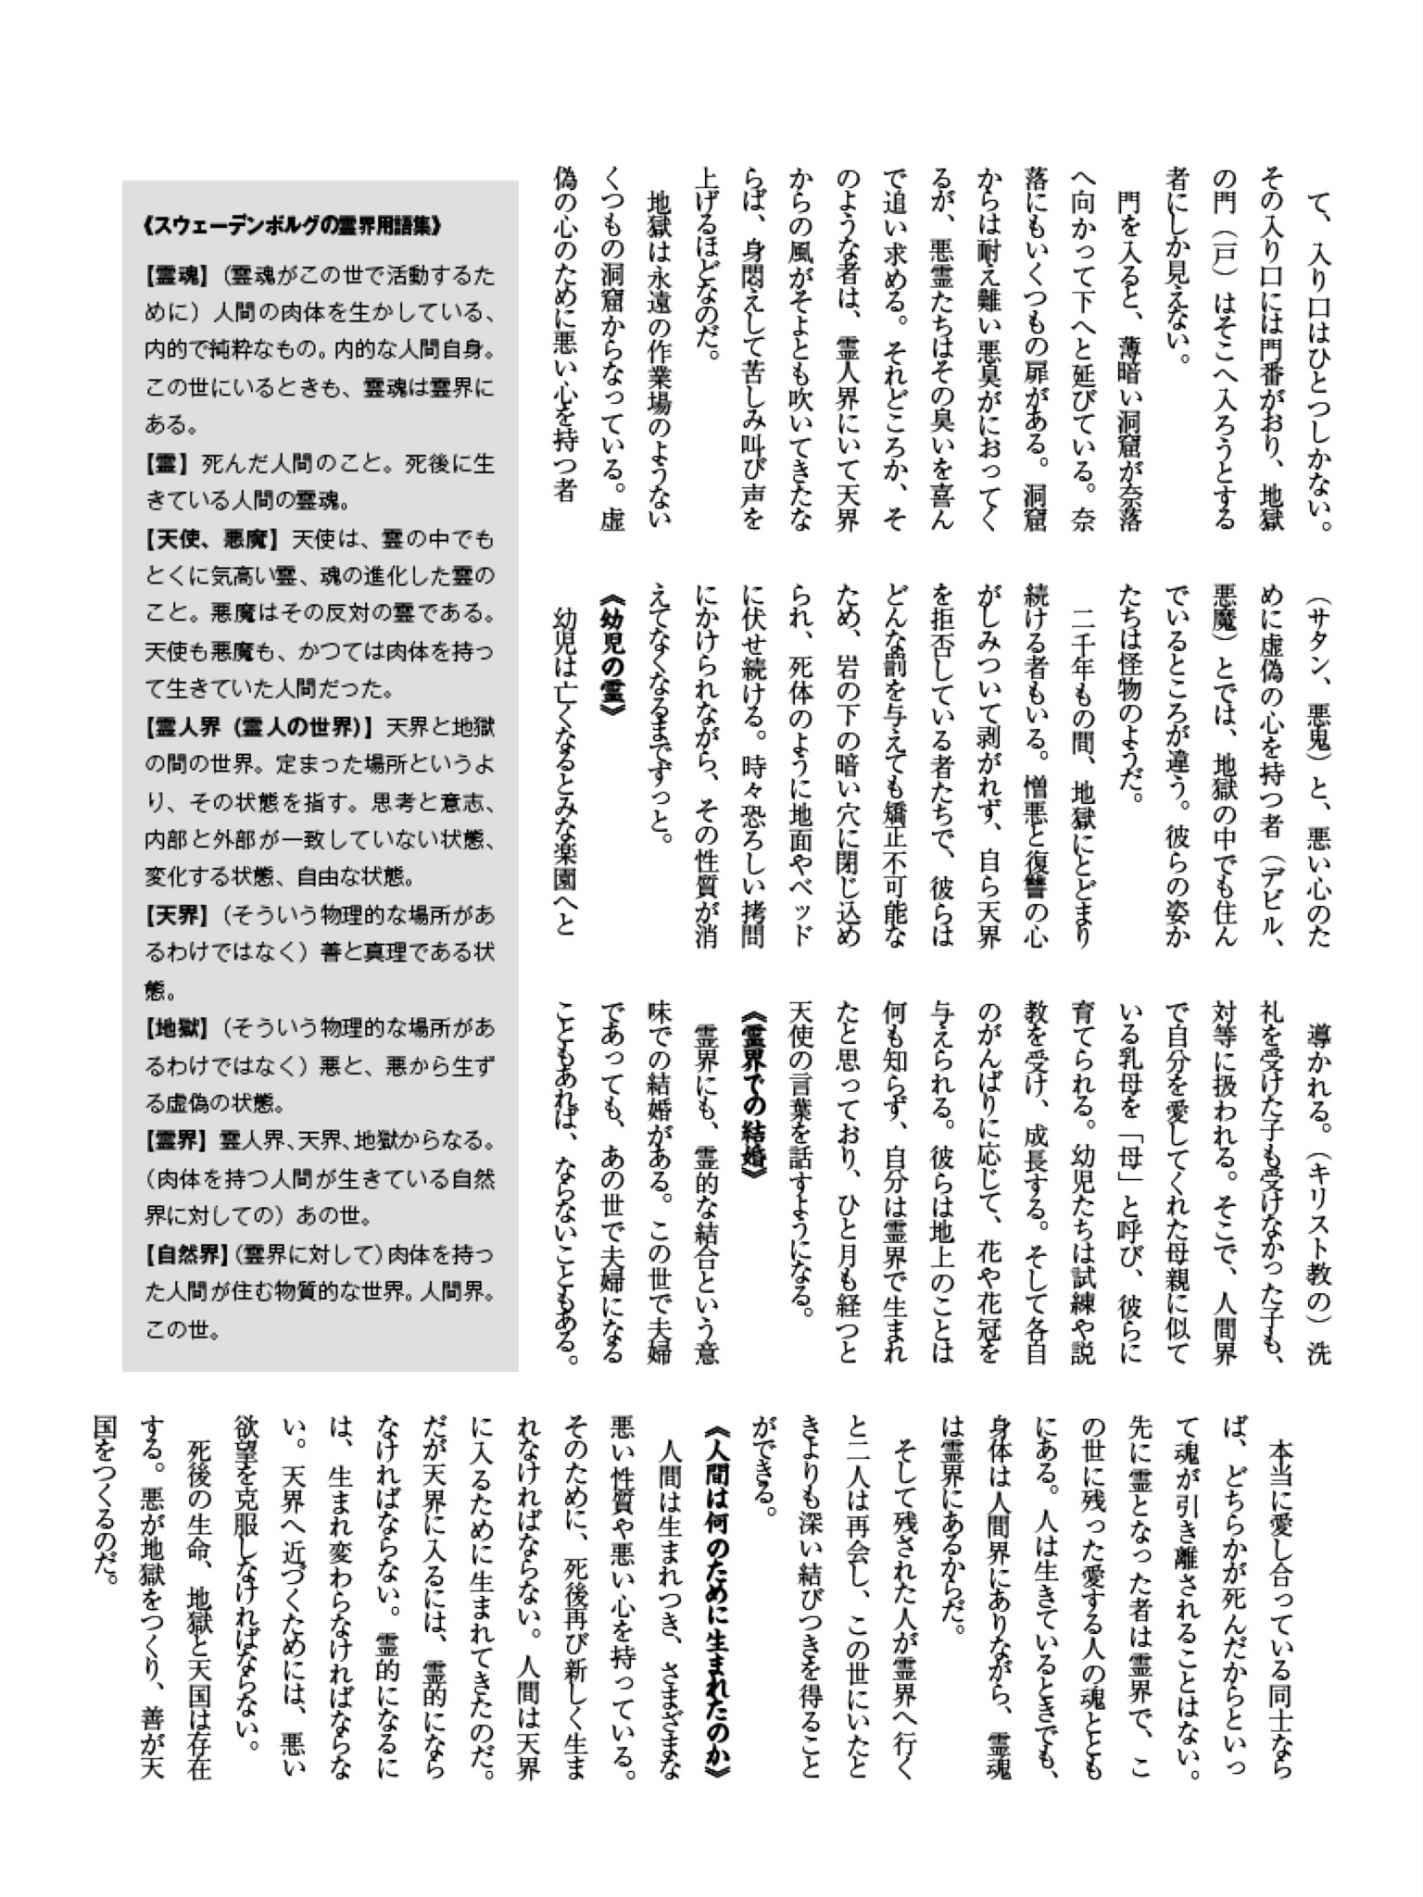 て、入り口はひとつしかない。
その入り口には門番がおり、地獄
の門（戸）はそこへ入ろうとする
者にしか見えない。
門を入ると、薄暗い洞窟が奈落
へ向かって下へと延びている。奈
落にもいくつもの扉がある。洞窟
からは耐え難い悪臭がにおってく
るが、悪霊たちはその臭いを喜ん
で追い求める。それどころか、そ
のような者は、霊人界にいて天界
からの風がそよとも吹いてきたな
らば、身悶えして苦しみ叫び声を
上げるほどなのだ。
地獄は永遠の作業場のようない
くつもの洞窟からなっている。虚
偽の心のために悪い心を持つ者
（サタン、悪鬼）と、悪い心のた
めに虚偽の心を持つ者（デビル、
悪魔）とでは、地獄の中でも住ん
でいるところが違う。彼らの姿か
たちは怪物のようだ。
二千年もの間、地獄にとどまり
続ける者もいる。憎悪と復讐の心
がしみついて剥がれず、自ら天界
を拒否している者たちで、彼らは
どんな罰を与えても矯正不可能な
ため、岩の下の暗い穴に閉じ込め
られ、死体のように地面やベッド
に伏せ続ける。時々恐ろしい拷問
にかけられながら、その性質が消
えてなくなるまでずっと。
《幼児の霊》
幼児は亡くなるとみな楽園へと
導かれる。（キリスト教の）洗
礼を受けた子も受けなかった子も、
対等に扱われる。そこで、人間界
で自分を愛してくれた母親に似て
いる乳母を「母」と呼び、彼らに
育てられる。幼児たちは試練や説
教を受け、成長する。そして各自
のがんばりに応じて、花や花冠を
与えられる。彼らは地上のことは
何も知らず、自分は霊界で生まれ
たと思っており、ひと月も経つと
天使の言葉を話すようになる。
《霊界での結婚》
霊界にも、霊的な結合という意
味での結婚がある。この世で夫婦
であっても、あの世で夫婦になる
こともあれば、ならないこともある。
本当に愛し合っている同士なら
ば、どちらかが死んだからといっ
て魂が引き離されることはない。
先に霊となった者は霊界で、こ
の世に残った愛する人の魂ととも
にある。人は生きているときでも、
身体は人間界にありながら、霊魂
は霊界にあるからだ。
そして残された人が霊界へ行く
と二人は再会し、この世にいたと
きよりも深い結びつきを得ること
ができる。
《人間は何のために生まれたのか》
人間は生まれつき、さまざまな
悪い性質や悪い心を持っている。
そのために、死後再び新しく生ま
れなければならない。人間は天界
に入るために生まれてきたのだ。
だが天界に入るには、霊的になら
なければならない。霊的になるに
は、生まれ変わらなければならな
い。天界へ近づくためには、悪い
欲望を克服しなければならない。
死後の生命、地獄と天国は存在
する。悪が地獄をつくり、善が天
国をつくるのだ。
《スウェーデンボルグの霊界用語集》
【霊魂】（霊魂がこの世で活動するた
めに）人間の肉体を生かしている、
内的で純粋なもの。内的な人間自身。
この世にいるときも、霊魂は霊界に
ある。
【霊】死んだ人間のこと。死後に生
きている人間の霊魂。
【天使、悪魔】天使は、霊の中でも
とくに気高い霊、魂の進化した霊の
こと。悪魔はその反対の霊である。
天使も悪魔も、かつては肉体を持っ
て生きていた人間だった。
【霊人界（霊人の世界）】天界と地獄
の間の世界。定まった場所というよ
り、その状態を指す。思考と意志、
内部と外部が一致していない状態、
変化する状態、自由な状態。
【天界】（そういう物理的な場所があ
るわけではなく）善と真理である状
態。
【地獄】（そういう物理的な場所があ
るわけではなく）悪と、悪から生ず
る虚偽の状態。
【霊界】霊人界、天界、地獄からなる。
（肉体を持つ人間が生きている自然
界に対しての）あの世。
【自然界】（霊界に対して）肉体を持っ
た人間が住む物質的な世界。人間界。
この世。